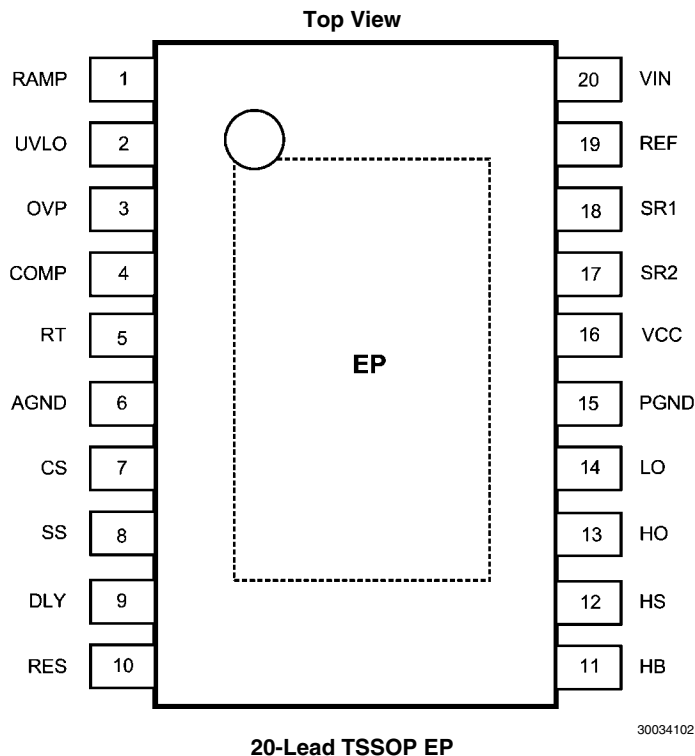 Top View
RAMP 1 20 VIN
UVLO 2 19 REF
OVP 3 18 SR1
COMP 4 17 SR2
RT 5 16 VCC
EP
AGND 6 15 PGND
CS 7 14 LO
SS 8 13 HO
DLY 9 12 HS
RES 10 11 HB
30034102
20-Lead TSSOP EP